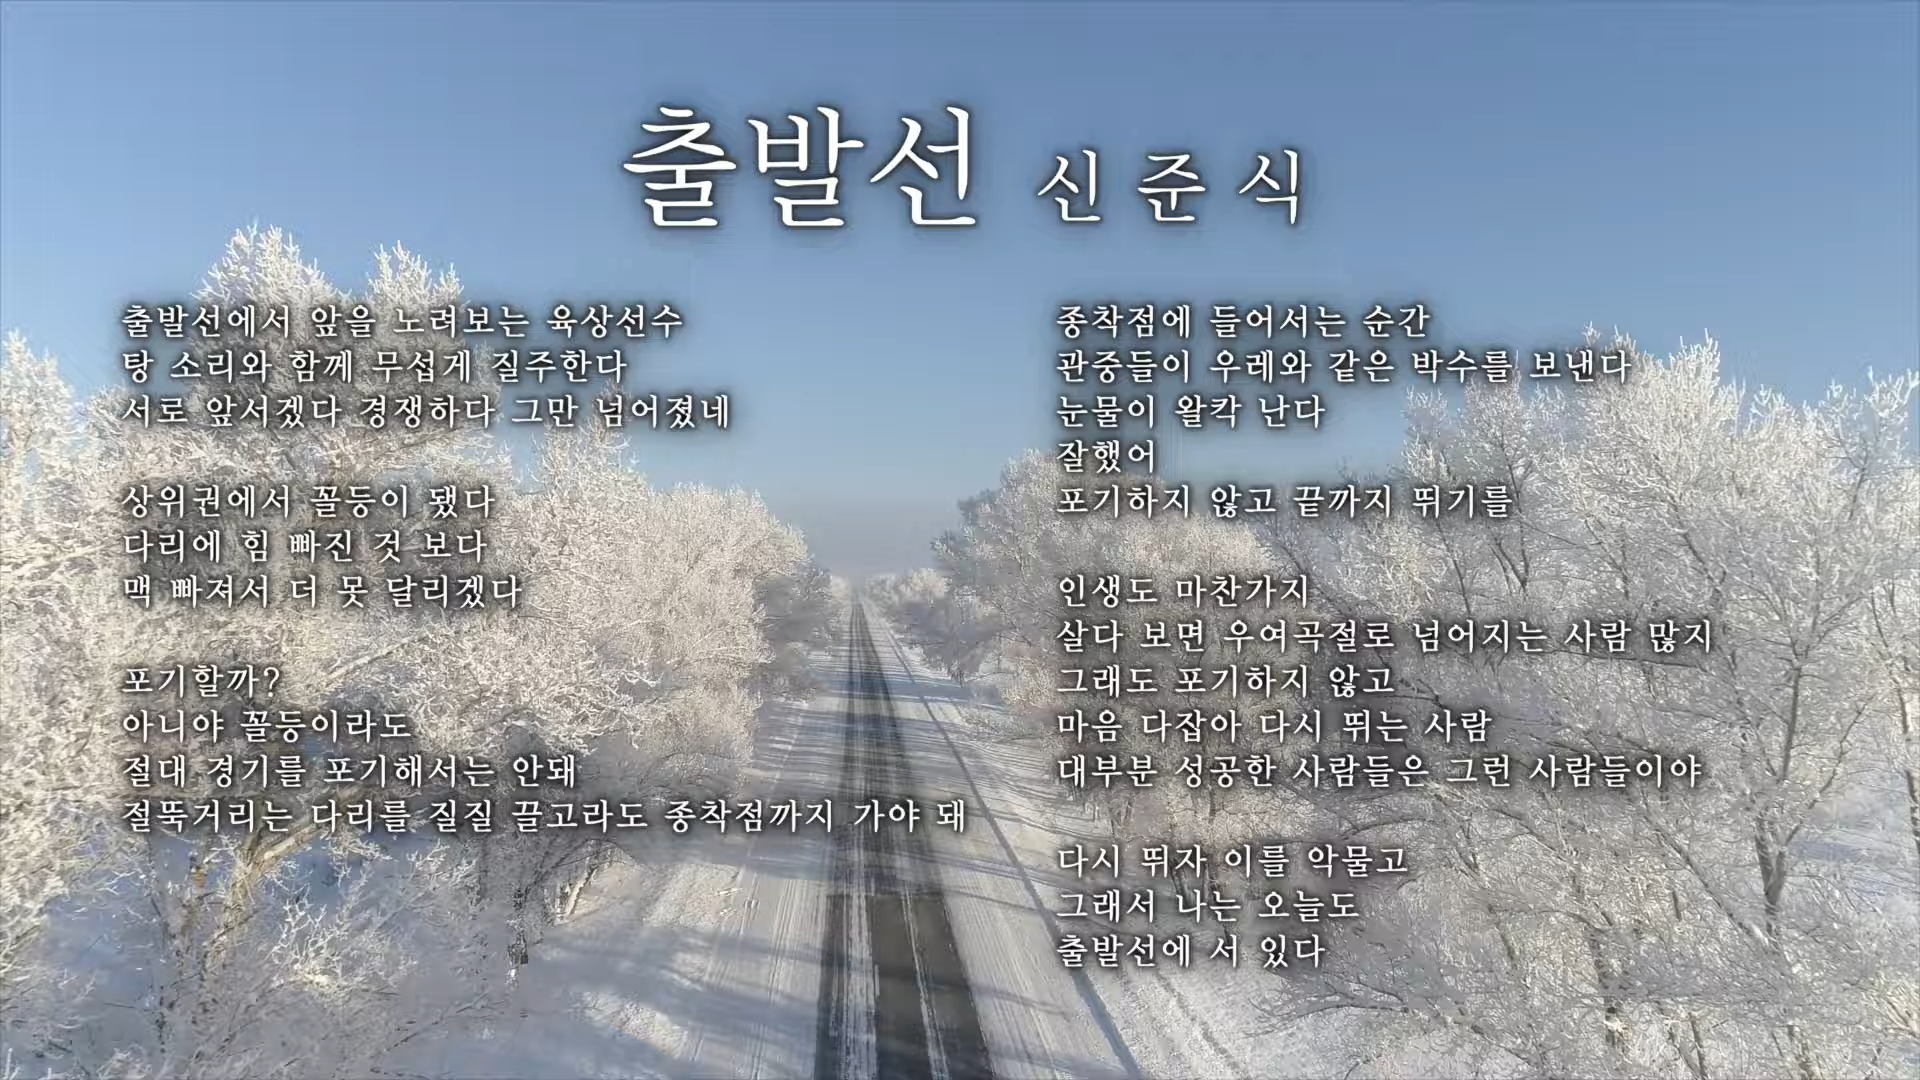 출발선 신준식
출발선에서 앞을 노려보는 육상선수
탕 소리와 함께 무섭게 질주한다
서로 앞서겠다 경쟁하다 그만 넘어졌네
상위권에서 꼴등이 됐다
다리에 힘 빠진 것 보다
맥 빠져서 더 못 달리겠다
포기할까?
아니야 꼴등이라도
절대 경기를 포기해서는 안돼
절뚝거리는 다리를 질질 끌고라도 종착점까지 가야 돼
종착점에 들어서는 순간
관중들이 우레와 같은 박수를 보낸다
눈물이 왈칵 난다
잘했어
포기하지 않고 끝까지 뛰기를
인생도 마찬가지
살다 보면 우여곡절로 넘어지는 사람 많지
그래도 포기하지 않고
마음 다잡아 다시 뛰는 사람
대부분 성공한 사람들은 그런 사람들이야
다시 뛰자 이를 악물고
그래서 나는 오늘도
출발선에 서 있다